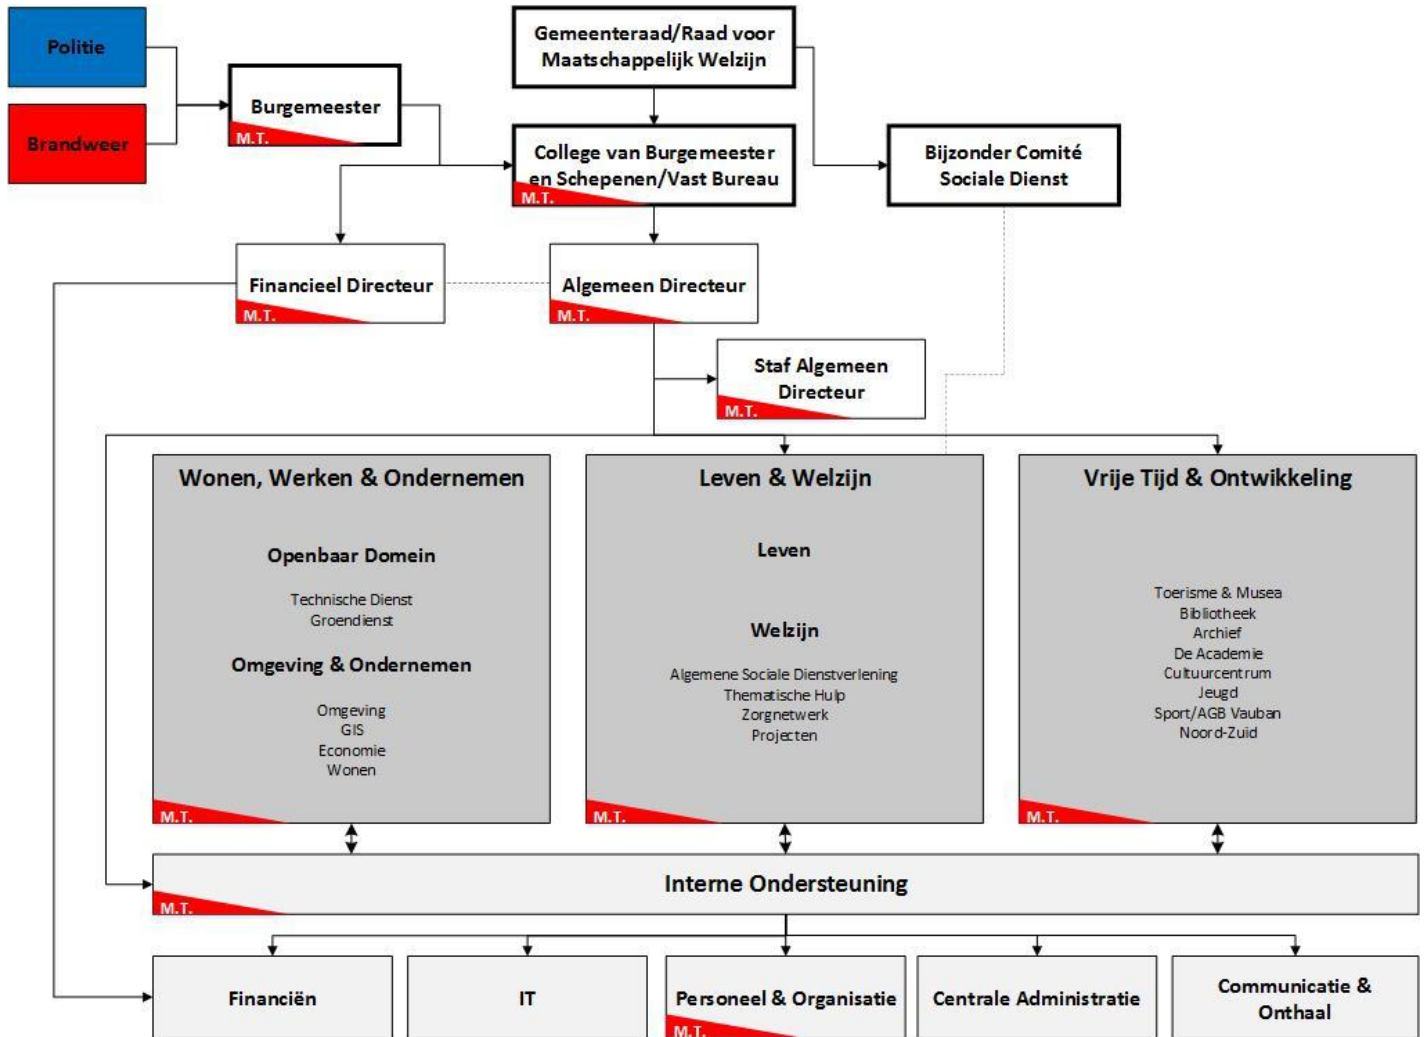 Politie
Brandweer
Burgemeester
M.T.
Gemeenteraad/Raad voor
Maatschappelijk Welzijn
College van Burgemeester
en Schepenen/Vast Bureau
M.T.
Bijzonder Comité
Sociale Dienst
Financieel Directeur
M.T.
Algemeen Directeur
M.T.
Staf Algemeen
Directeur
M.T.
Wonen, Werken & Ondernemen
Openbaar Domein
Technische Dienst
Groendienst
Omgeving & Ondernemen
Omgeving
GIS
Economie
Wonen
M.T.
Leven & Welzijn
Leven
Welzijn
Algemene Sociale Dienstverlening
Thematische Hulp
Zorgnetwerk
Projecten
M.T.
Vrije Tijd & Ontwikkeling
Toerisme & Musea
Bibliotheek
Archief
De Academie
Cultuurcentrum
Jeugd
Sport/AGB Vauban
Noord-Zuid
M.T.
Interne Ondersteuning
M.T.
Financiën
IT
Personeel & Organisatie
M.T.
Centrale Administratie
Communicatie &
Onthaal